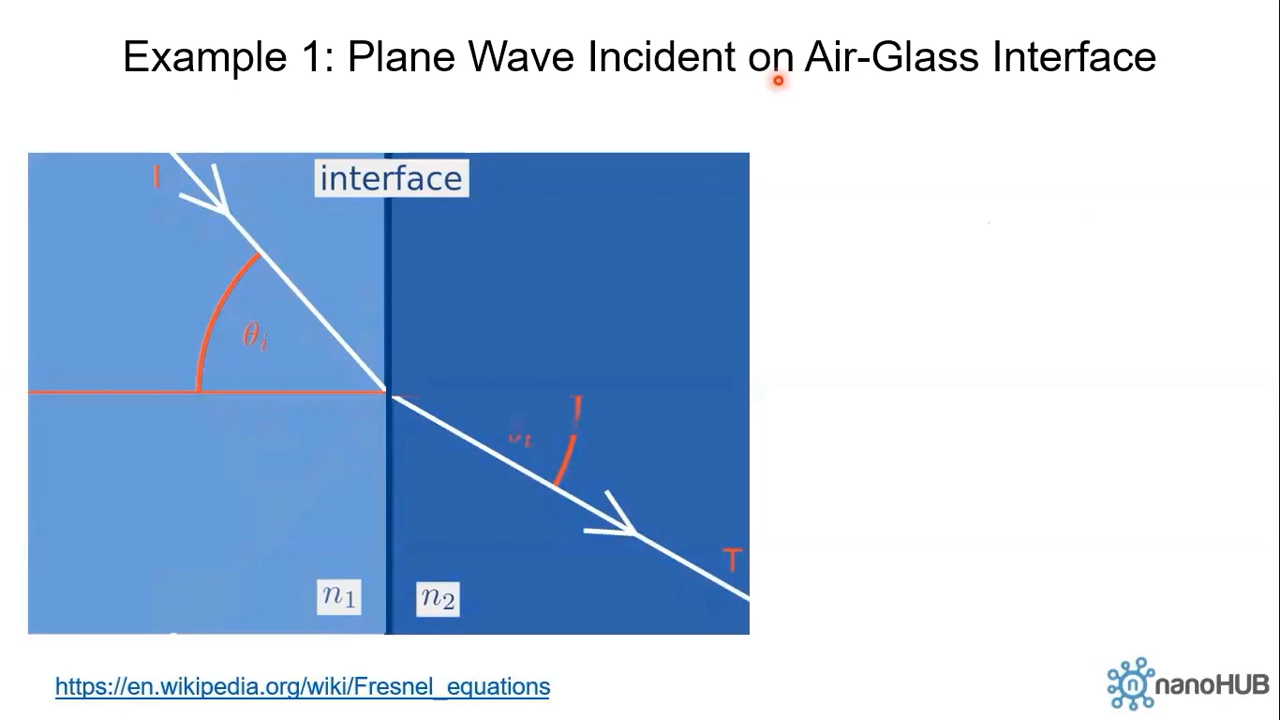 Example 1: Plane Wave Incident on Air-Glass Interface
I
interface
θi
T
n1
n2
https://en.wikipedia.org/wiki/Fresnel_equations
nanoHUB